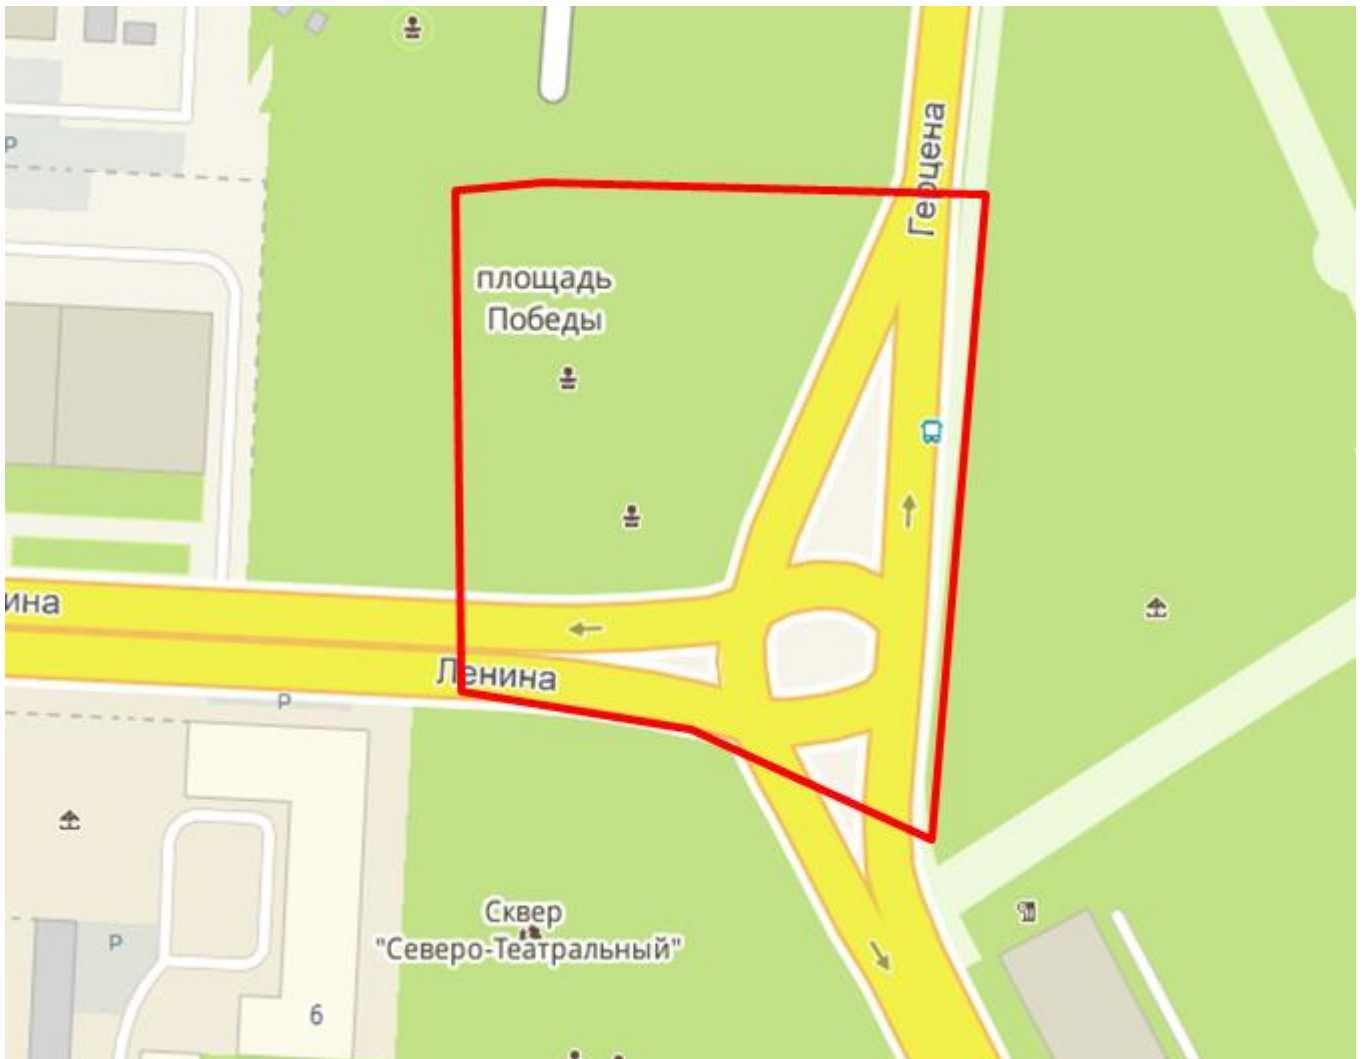 P
Герцена
площадь
Победы
ина
Ленина
P
Сквер
"Северо-Театральный"
P
6